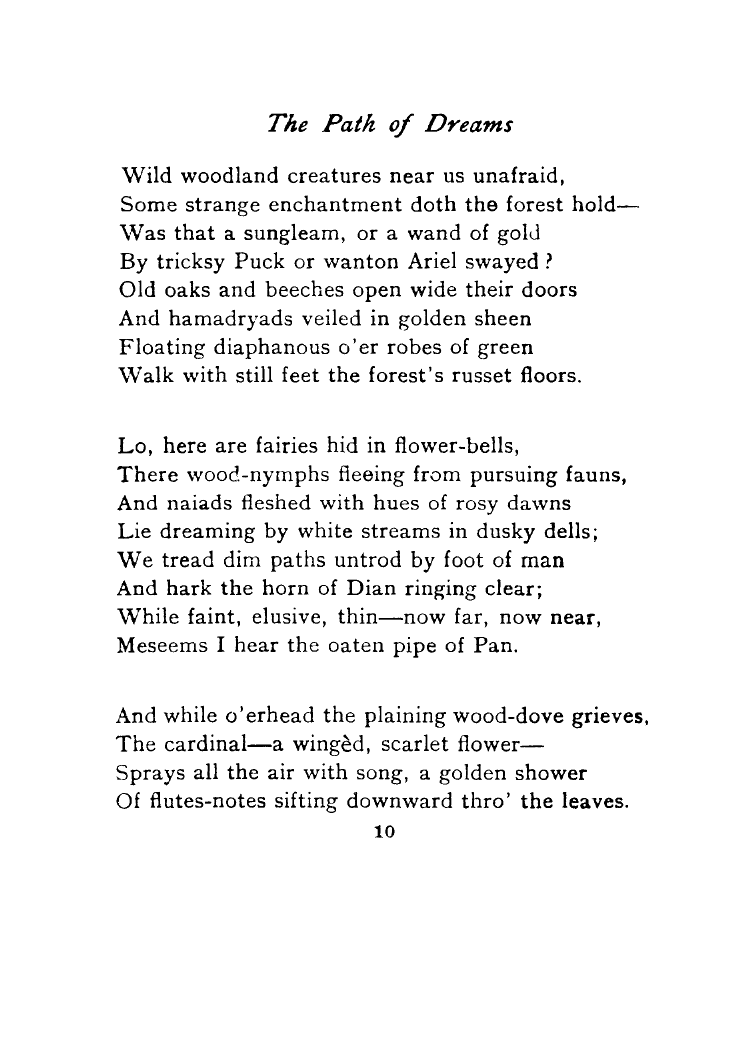 The Path of Dreams
Wild woodland creatures near us unafraid,
Some strange enchantment doth the forest hold—
Was that a sungleam, or a wand of gold
By tricksy Puck or wanton Ariel swayed?
Old oaks and beeches open wide their doors
And hamadryads veiled in golden sheen
Floating diaphanous o'er robes of green
Walk with still feet the forest's russet floors.
Lo, here are fairies hid in flower-bells,
There wood-nymphs fleeing from pursuing fauns,
And naiads fleshed with hues of rosy dawns
Lie dreaming by white streams in dusky dells;
We tread dim paths untrod by foot of man
And hark the horn of Dian ringing clear;
While faint, elusive, thin—now far, now near,
Meseems I hear the oaten pipe of Pan.
And while o'erhead the plaining wood-dove grieves,
The cardinal—a wingèd, scarlet flower—
Sprays all the air with song, a golden shower
Of flutes-notes sifting downward thro' the leaves.
10